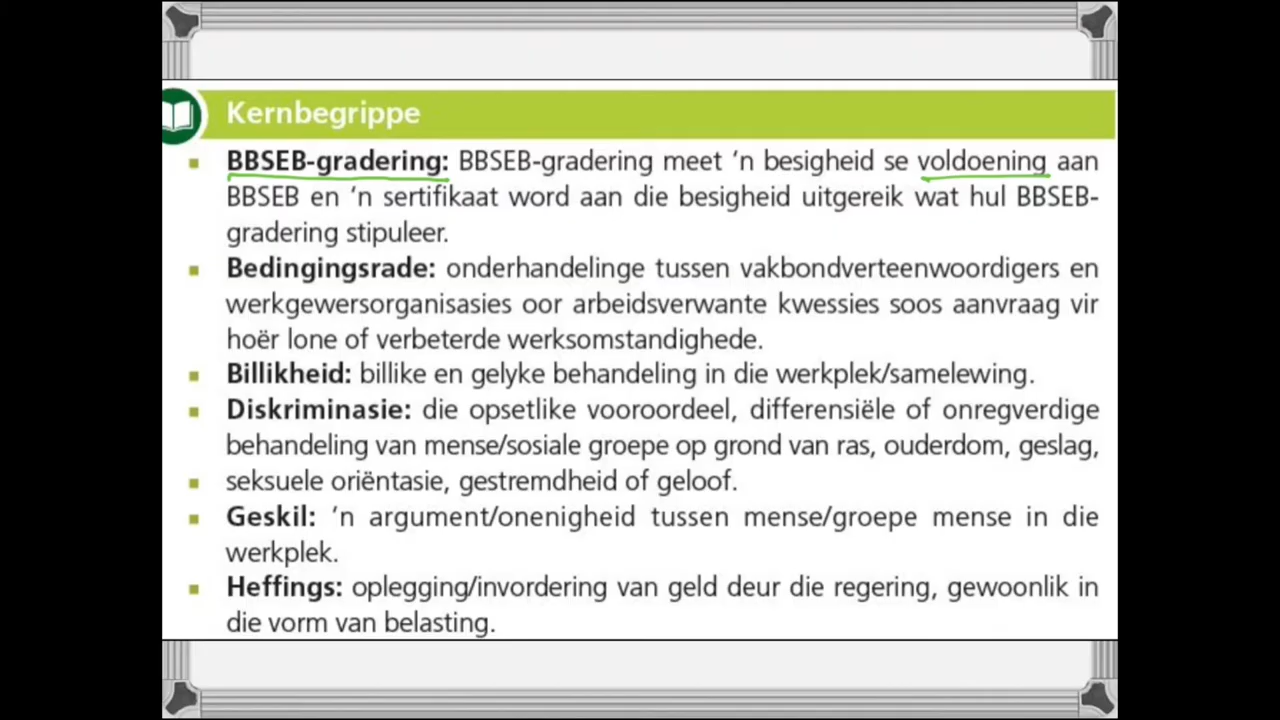 Kernbegrippe
▪ BBSEB-gradering: BBSEB-gradering meet ’n besigheid se voldoening aan
BBSEB en ’n sertifikaat word aan die besigheid uitgereik wat hul BBSEB-
gradering stipuleer.
▪ Bedingingsrade: onderhandelinge tussen vakbondverteenwoordigers en
werkgewersorganisasies oor arbeidsverwante kwessies soos aanvraag vir
hoër lone of verbeterde werksomstandighede.
▪ Billikheid: billike en gelyke behandeling in die werkplek/samelewing.
▪ Diskriminasie: die opsetlike vooroordeel, differensiële of onregverdige
behandeling van mense/sosiale groepe op grond van ras, ouderdom, geslag,
▪ seksuele oriëntasie, gestremdheid of geloof.
▪ Geskil: ’n argument/onenigheid tussen mense/groepe mense in die
werkplek.
▪ Heffings: oplegging/invordering van geld deur die regering, gewoonlik in
die vorm van belasting.